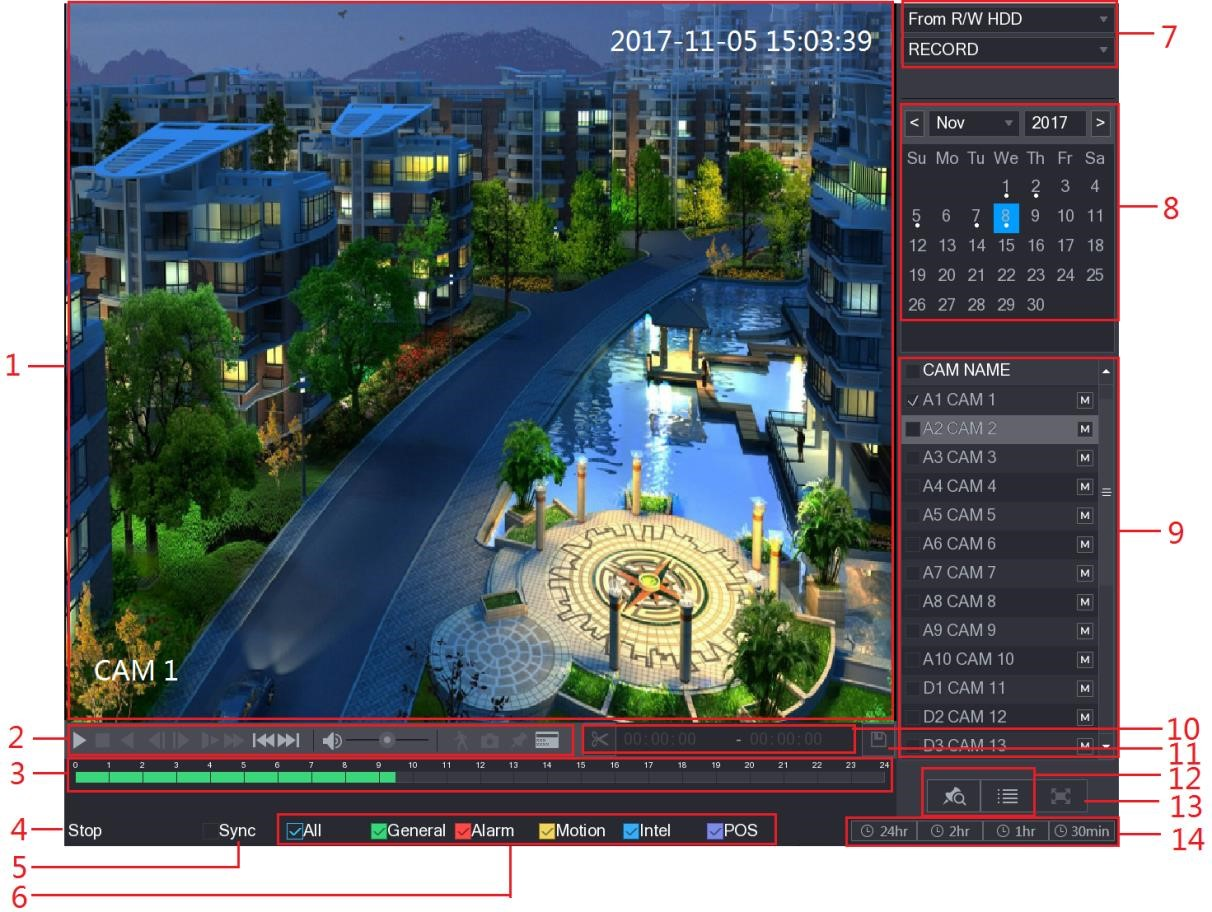 2017-11-05 15:03:39
CAM 1
From R/W HDD
RECORD
7
< Nov 2017 >
Su Mo Tu We Th Fr Sa
1 2 3 4
5 6 7 8 9 10 11
12 13 14 15 16 17 18
19 20 21 22 23 24 25
26 27 28 29 30
8
1
CAM NAME
A1 CAM 1 M
A2 CAM 2 M
A3 CAM 3 M
A4 CAM 4 M
A5 CAM 5 M
A6 CAM 6 M
A7 CAM 7 M
A8 CAM 8 M
A9 CAM 9 M
A10 CAM 10 M
D1 CAM 11 M
D2 CAM 12 M
D3 CAM 13 M
9
2
00:00:00 - 00:00:00
10
11
3
0 1 2 3 4 5 6 7 8 9 10 11 12 13 14 15 16 17 18 19 20 21 22 23 24
12
13
4
Stop Sync All General Alarm Motion Intel POS
24hr 2hr 1hr 30min
14
5
6